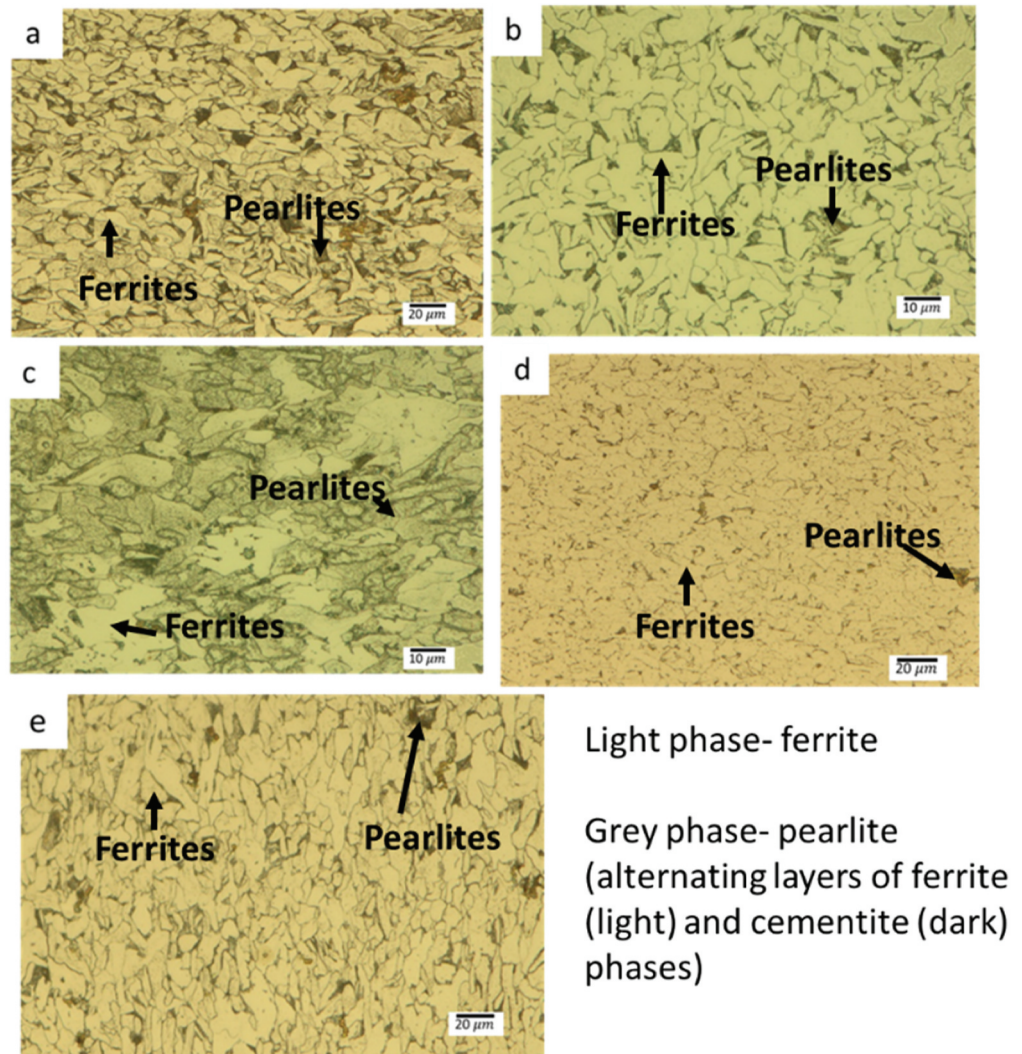 a
Pearlites
Ferrites
20 μm
b
Pearlites
Ferrites
10 μm
c
Pearlites
Ferrites
10 μm
d
Pearlites
Ferrites
20 μm
e
Ferrites
Pearlites
20 μm
Light phase- ferrite
Grey phase- pearlite
(alternating layers of ferrite
(light) and cementite (dark)
phases)